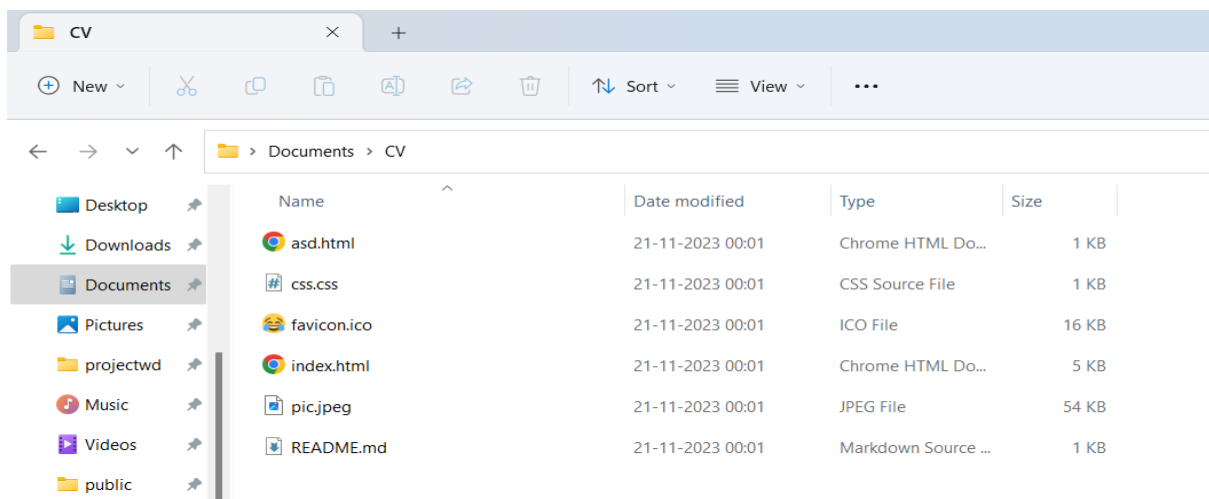 CV
New Sort View
Documents > CV
Name Date modified Type Size
Desktop
asd.html 21-11-2023 00:01 Chrome HTML Do... 1 KB
Downloads
css.css 21-11-2023 00:01 CSS Source File 1 KB
Documents
favicon.ico 21-11-2023 00:01 ICO File 16 KB
Pictures
index.html 21-11-2023 00:01 Chrome HTML Do... 5 KB
projectwd
pic.jpeg 21-11-2023 00:01 JPEG File 54 KB
Music
README.md 21-11-2023 00:01 Markdown Source ... 1 KB
Videos
public